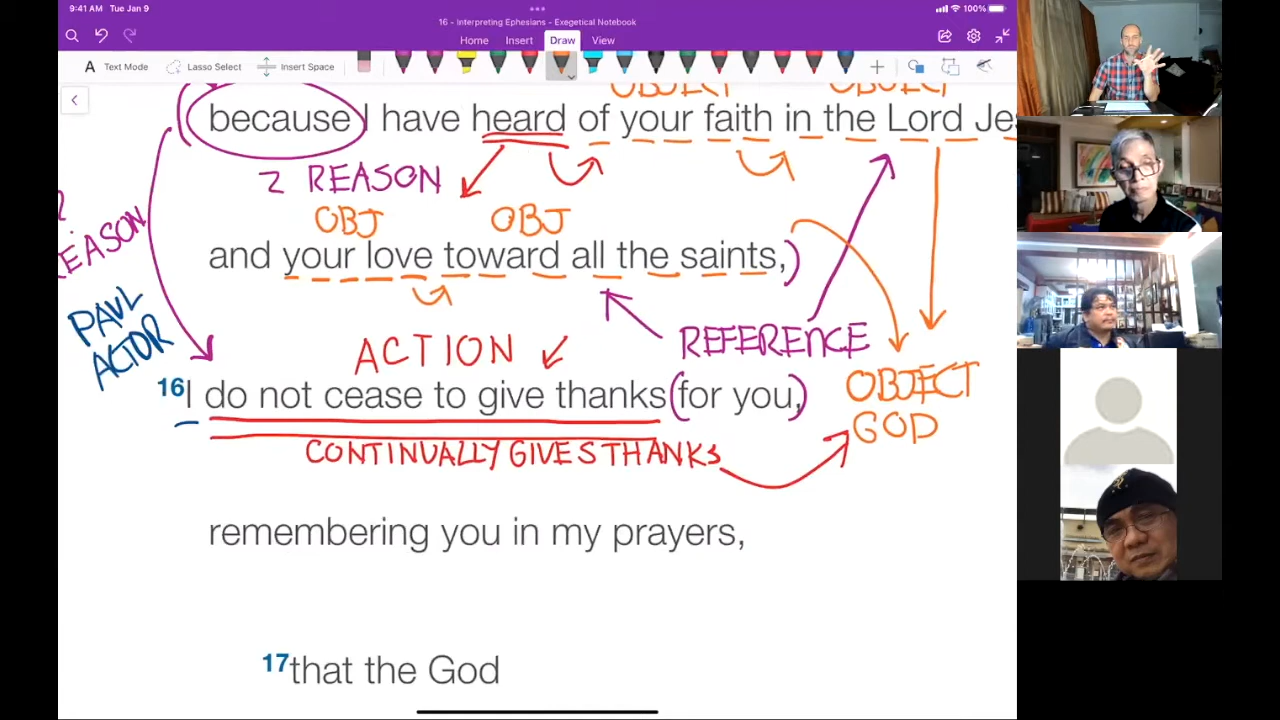 9:41 AM Tue Jan 9
100%
16 - Interpreting Ephesians - Exegetical Notebook
Home Insert Draw View
A Text Mode Lasso Select Insert Space
OBJECT OBJECT
because I have heard of your faith in the Lord Jes
2 REASON
OBJ OBJ
REASON
and your love toward all the saints,)
PAUL
ACTOR
ACTION
REFERENCE
16 I do not cease to give thanks (for you,)
OBJECT
GOD
CONTINUALLY GIVES THANKS
remembering you in my prayers,
17 that the God